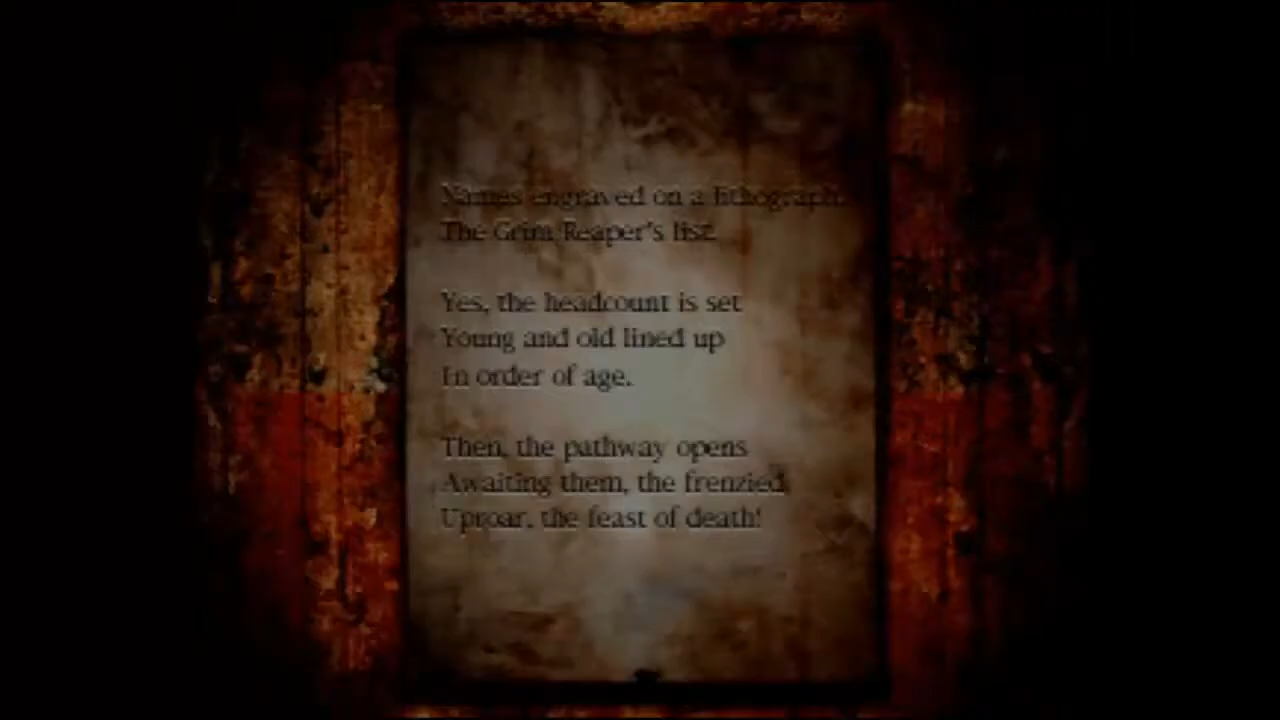 Names engraved on a lithograph.
The Grim Reaper's list.
Yes, the headcount is set
Young and old lined up
In order of age.
Then, the pathway opens
Awaiting them, the frenzied
Uproar, the feast of death!